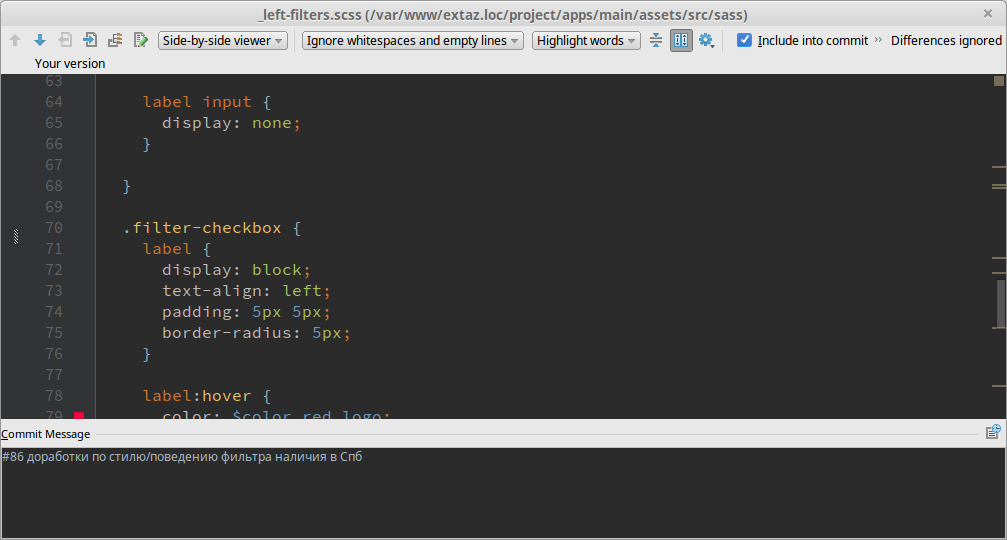 _left-filters.scss (/var/www/extaz.loc/project/apps/main/assets/src/sass)
Side-by-side viewer Ignore whitespaces and empty lines Highlight words Include into commit Differences ignored
Your version
63
64 label input {
65 display: none;
66 }
67
68 }
69
70 .filter-checkbox {
71 label {
72 display: block;
73 text-align: left;
74 padding: 5px 5px;
75 border-radius: 5px;
76 }
77
78 label:hover {
79 color: $color_red_logo;
Commit Message
#86 доработки по стилю/поведению фильтра наличия в Спб